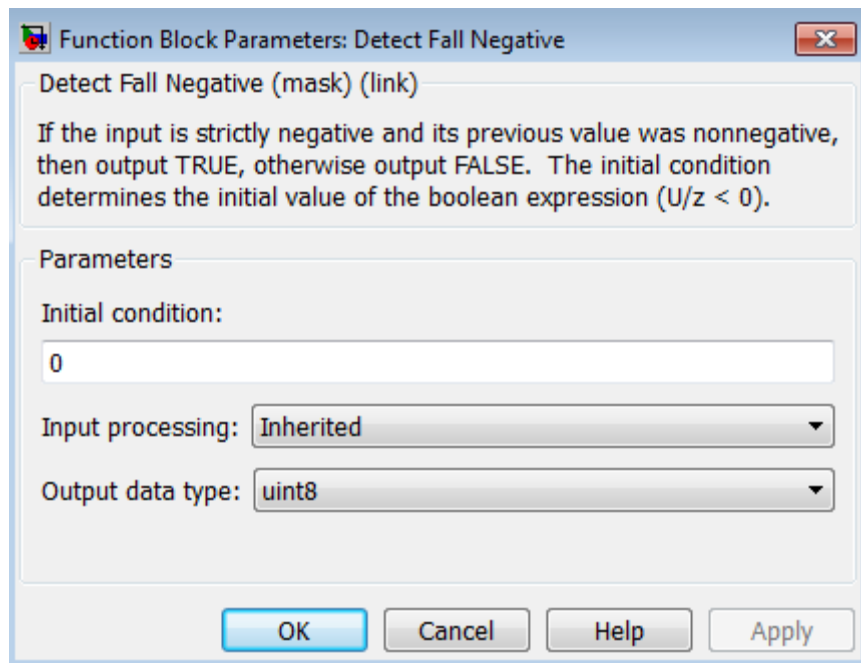 Function Block Parameters: Detect Fall Negative
Detect Fall Negative (mask) (link)
If the input is strictly negative and its previous value was nonnegative,
then output TRUE, otherwise output FALSE.  The initial condition
determines the initial value of the boolean expression (U/z < 0).
Parameters
Initial condition:
0
Input processing: Inherited
Output data type: uint8
OK Cancel Help Apply